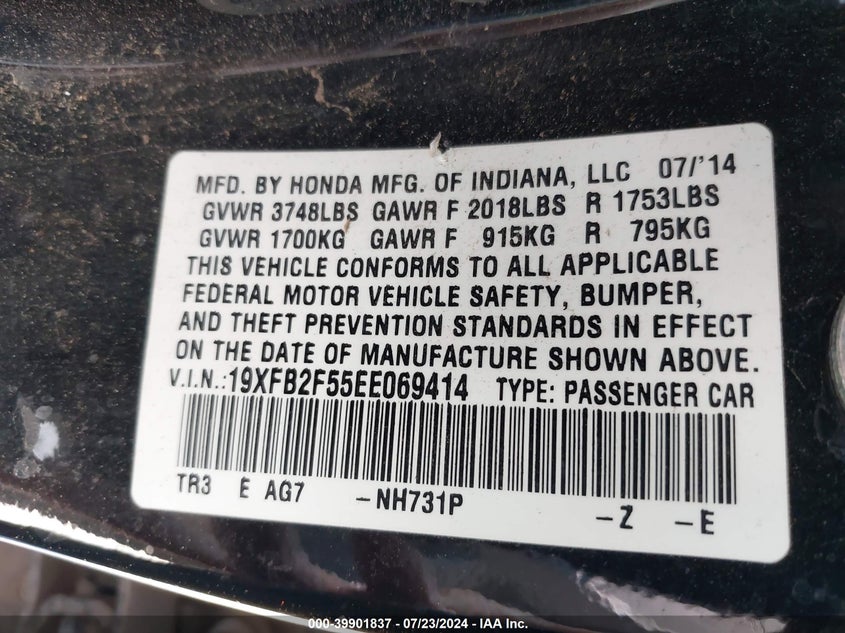 MFD. BY HONDA MFG. OF INDIANA, LLC 07/'14
GVWR 3748LBS GAWR F 2018LBS R 1753LBS
GVWR 1700KG GAWR F 915KG R 795KG
THIS VEHICLE CONFORMS TO ALL APPLICABLE
FEDERAL MOTOR VEHICLE SAFETY, BUMPER,
AND THEFT PREVENTION STANDARDS IN EFFECT
ON THE DATE OF MANUFACTURE SHOWN ABOVE.
V.I.N.:19XFB2F55EE069414 TYPE: PASSENGER CAR
TR3 E AG7 -NH731P -Z -E
000-39901837 - 07/23/2024 - IAA Inc.